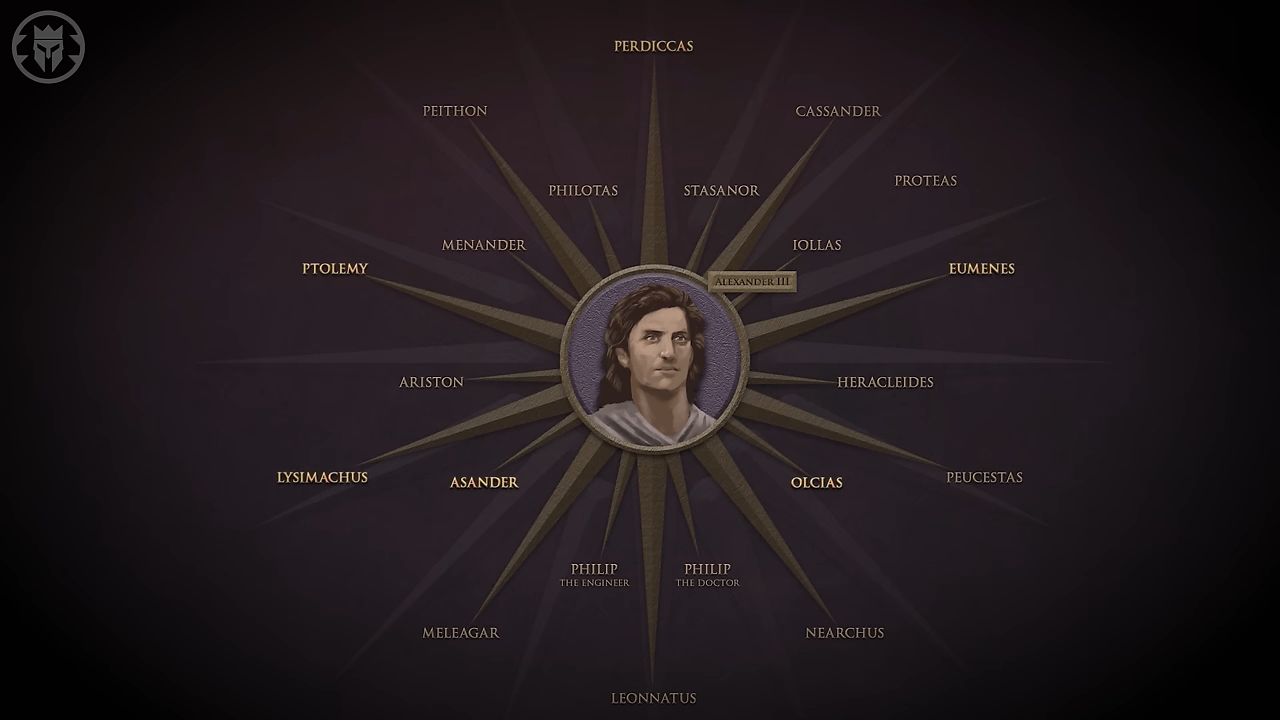 PERDICCAS
PEITHON
CASSANDER
PROTEAS
PHILOTAS
STASANOR
MENANDER
IOLLAS
PTOLEMY
EUMENES
ALEXANDER III
ARISTON
HERACLEIDES
LYSIMACHUS
ASANDER
OLCIAS
PEUCESTAS
PHILIP
THE ENGINEER
PHILIP
THE DOCTOR
MELEAGAR
NEARCHUS
LEONNATUS